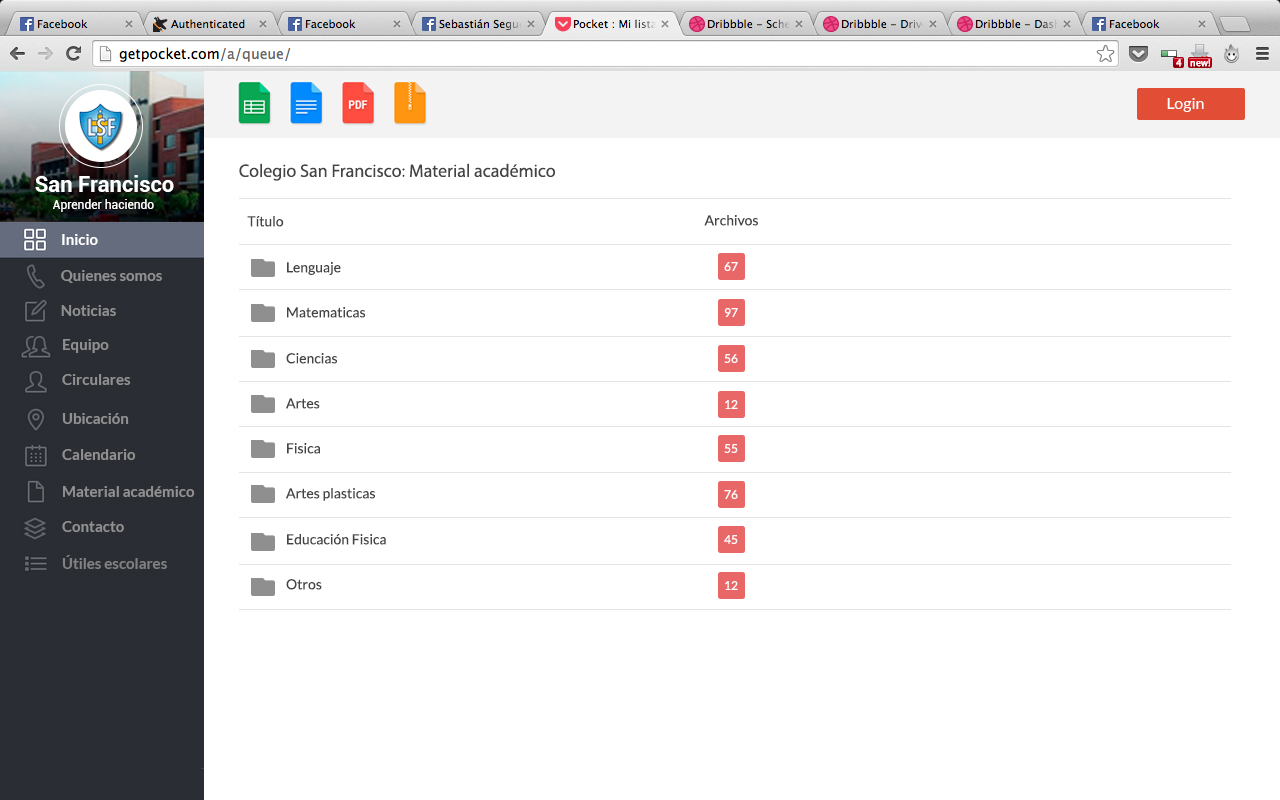 Facebook
Authenticated
Facebook
Sebastián Segu
Pocket : Mi lista
Dribbble – Sche
Dribbble – Driv
Dribbble – Das
Facebook
getpocket.com/a/queue/
4
new!
LSF
San Francisco
Aprender haciendo
PDF
Login
Inicio
Quienes somos
Noticias
Equipo
Circulares
Ubicación
Calendario
Material académico
Contacto
Útiles escolares
Colegio San Francisco: Material académico
Título Archivos
Lenguaje 67
Matematicas 97
Ciencias 56
Artes 12
Fisica 55
Artes plasticas 76
Educación Fisica 45
Otros 12